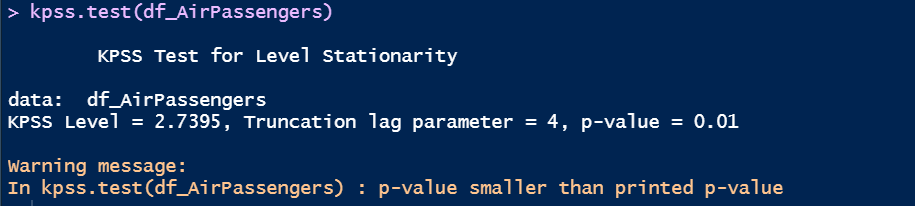 > kpss.test(df_AirPassengers)
KPSS Test for Level Stationarity
data:  df_AirPassengers
KPSS Level = 2.7395, Truncation lag parameter = 4, p-value = 0.01
Warning message:
In kpss.test(df_AirPassengers) : p-value smaller than printed p-value